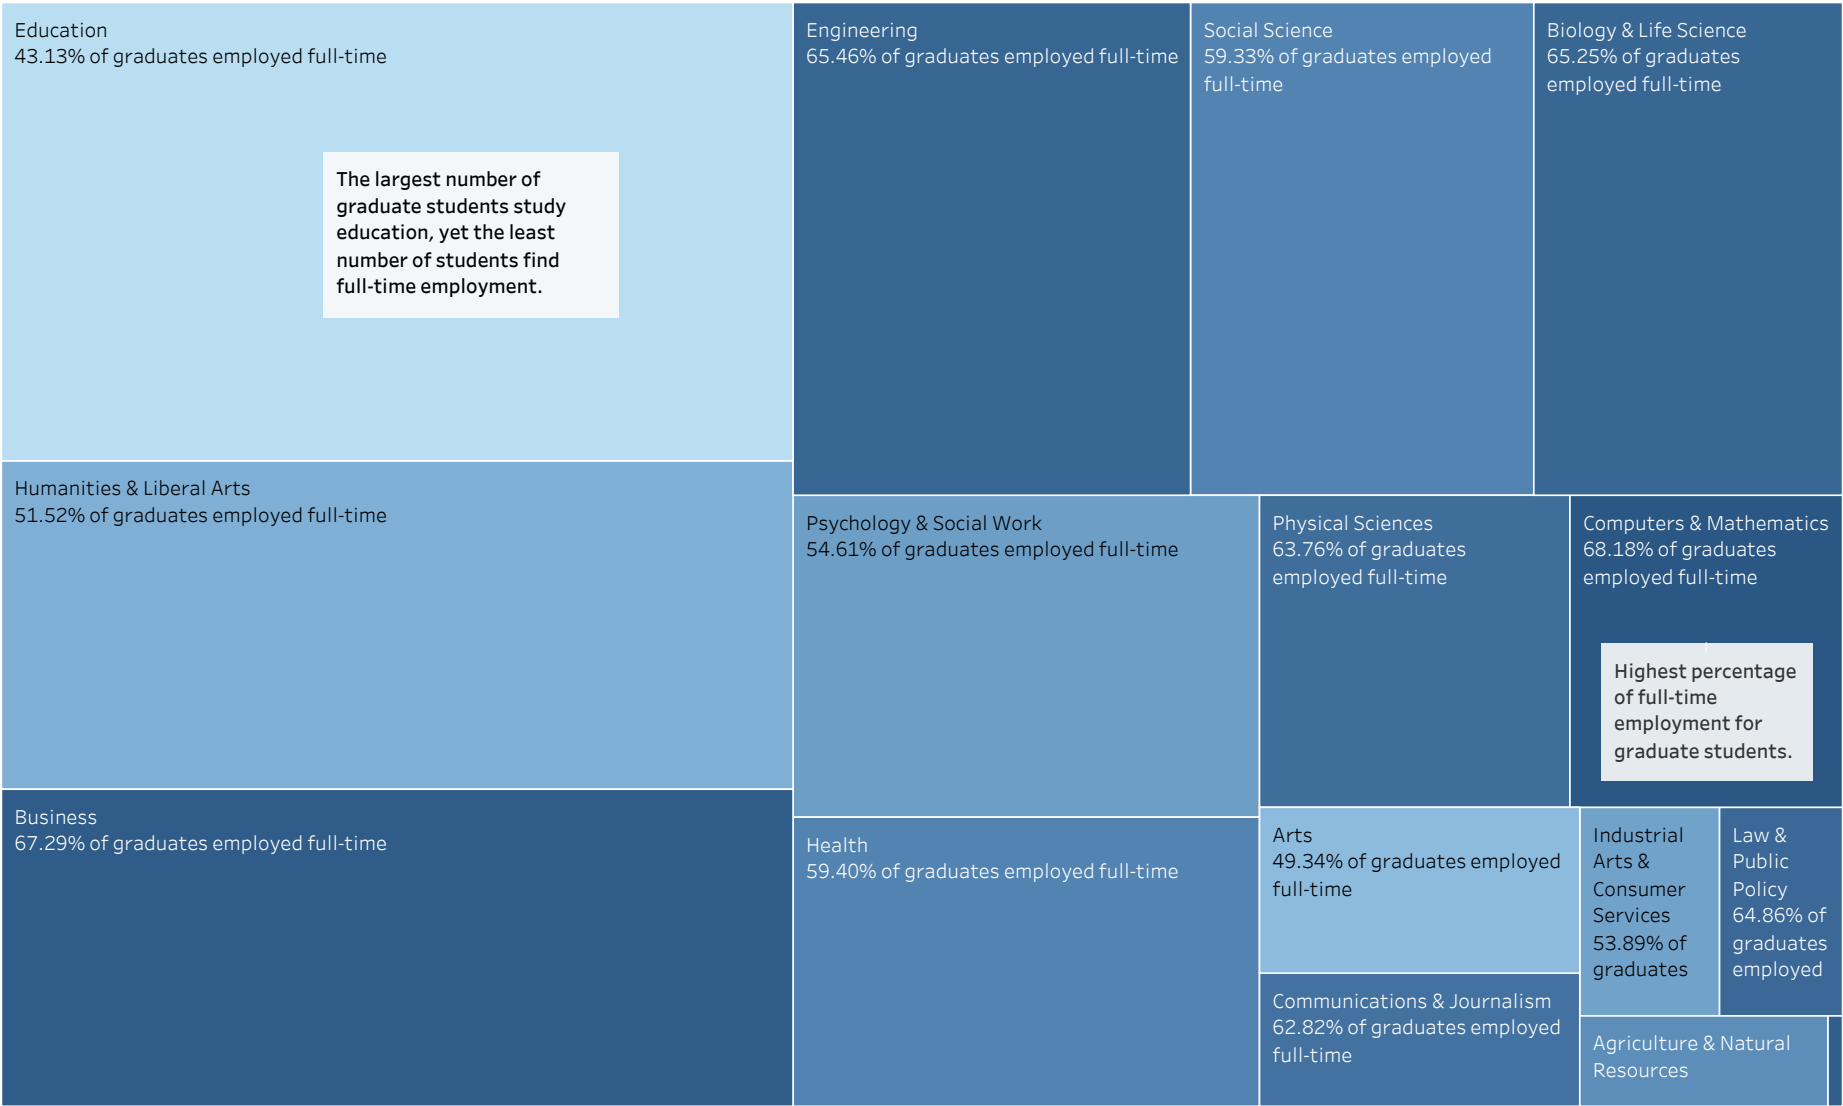 Education
43.13% of graduates employed full-time
The largest number of
graduate students study
education, yet the least
number of students find
full-time employment.
Humanities & Liberal Arts
51.52% of graduates employed full-time
Business
67.29% of graduates employed full-time
Engineering
65.46% of graduates employed full-time
Social Science
59.33% of graduates employed
full-time
Biology & Life Science
65.25% of graduates
employed full-time
Psychology & Social Work
54.61% of graduates employed full-time
Health
59.40% of graduates employed full-time
Physical Sciences
63.76% of graduates
employed full-time
Computers & Mathematics
68.18% of graduates
employed full-time
Highest percentage
of full-time
employment for
graduate students.
Arts
49.34% of graduates employed
full-time
Communications & Journalism
62.82% of graduates employed
full-time
Industrial
Arts &
Consumer
Services
53.89% of
graduates
Law &
Public
Policy
64.86% of
graduates
employed
Agriculture & Natural
Resources